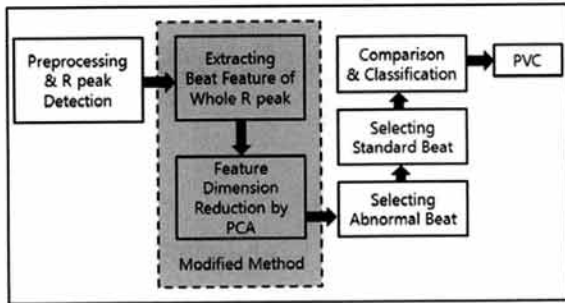 Preprocessing
& R peak
Detection
Extracting
Beat Feature of
Whole R peak
Feature
Dimension
Reduction by
PCA
Modified Method
Selecting
Abnormal Beat
Selecting
Standard Beat
Comparison
& Classification
PVC